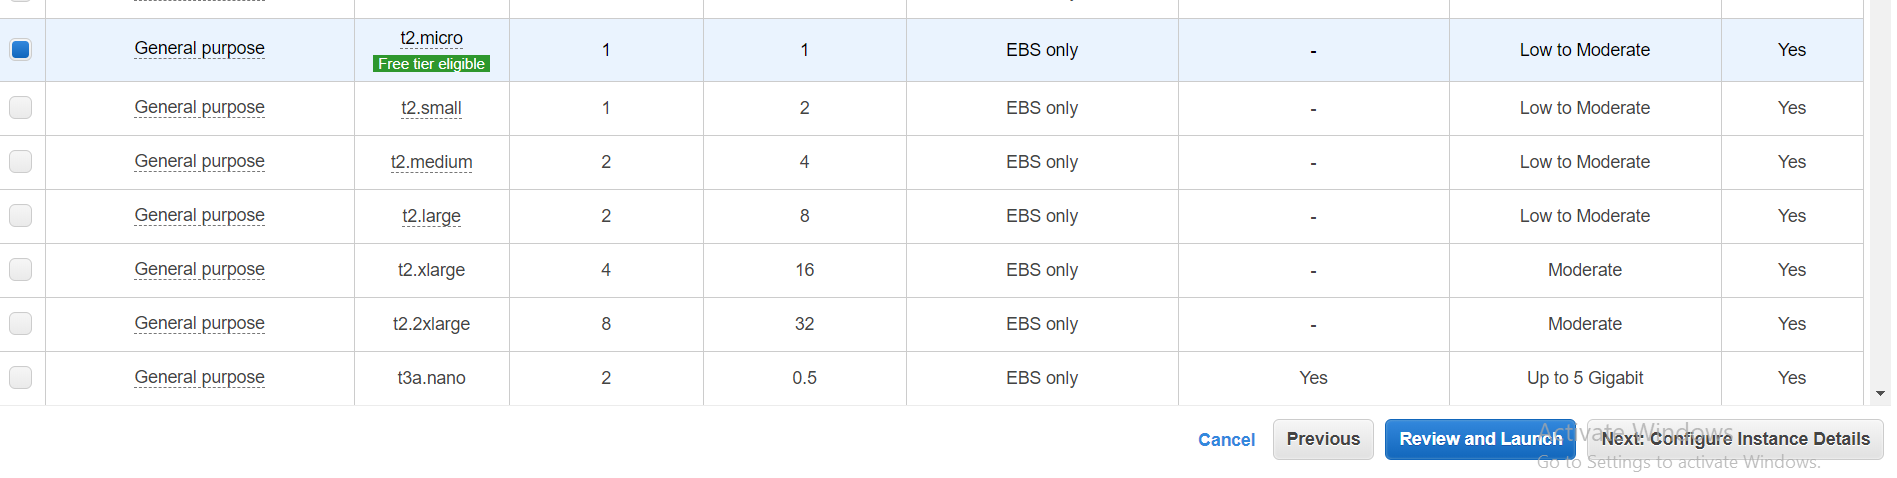 General purpose t2.micro 1 1 EBS only - Low to Moderate Yes
Free tier eligible
General purpose t2.small 1 2 EBS only - Low to Moderate Yes
General purpose t2.medium 2 4 EBS only - Low to Moderate Yes
General purpose t2.large 2 8 EBS only - Low to Moderate Yes
General purpose t2.xlarge 4 16 EBS only - Moderate Yes
General purpose t2.2xlarge 8 32 EBS only - Moderate Yes
General purpose t3a.nano 2 0.5 EBS only Yes Up to 5 Gigabit Yes
Cancel Previous Review and Launch Next: Configure Instance Details
Activate Windows
Go to Settings to activate Windows.